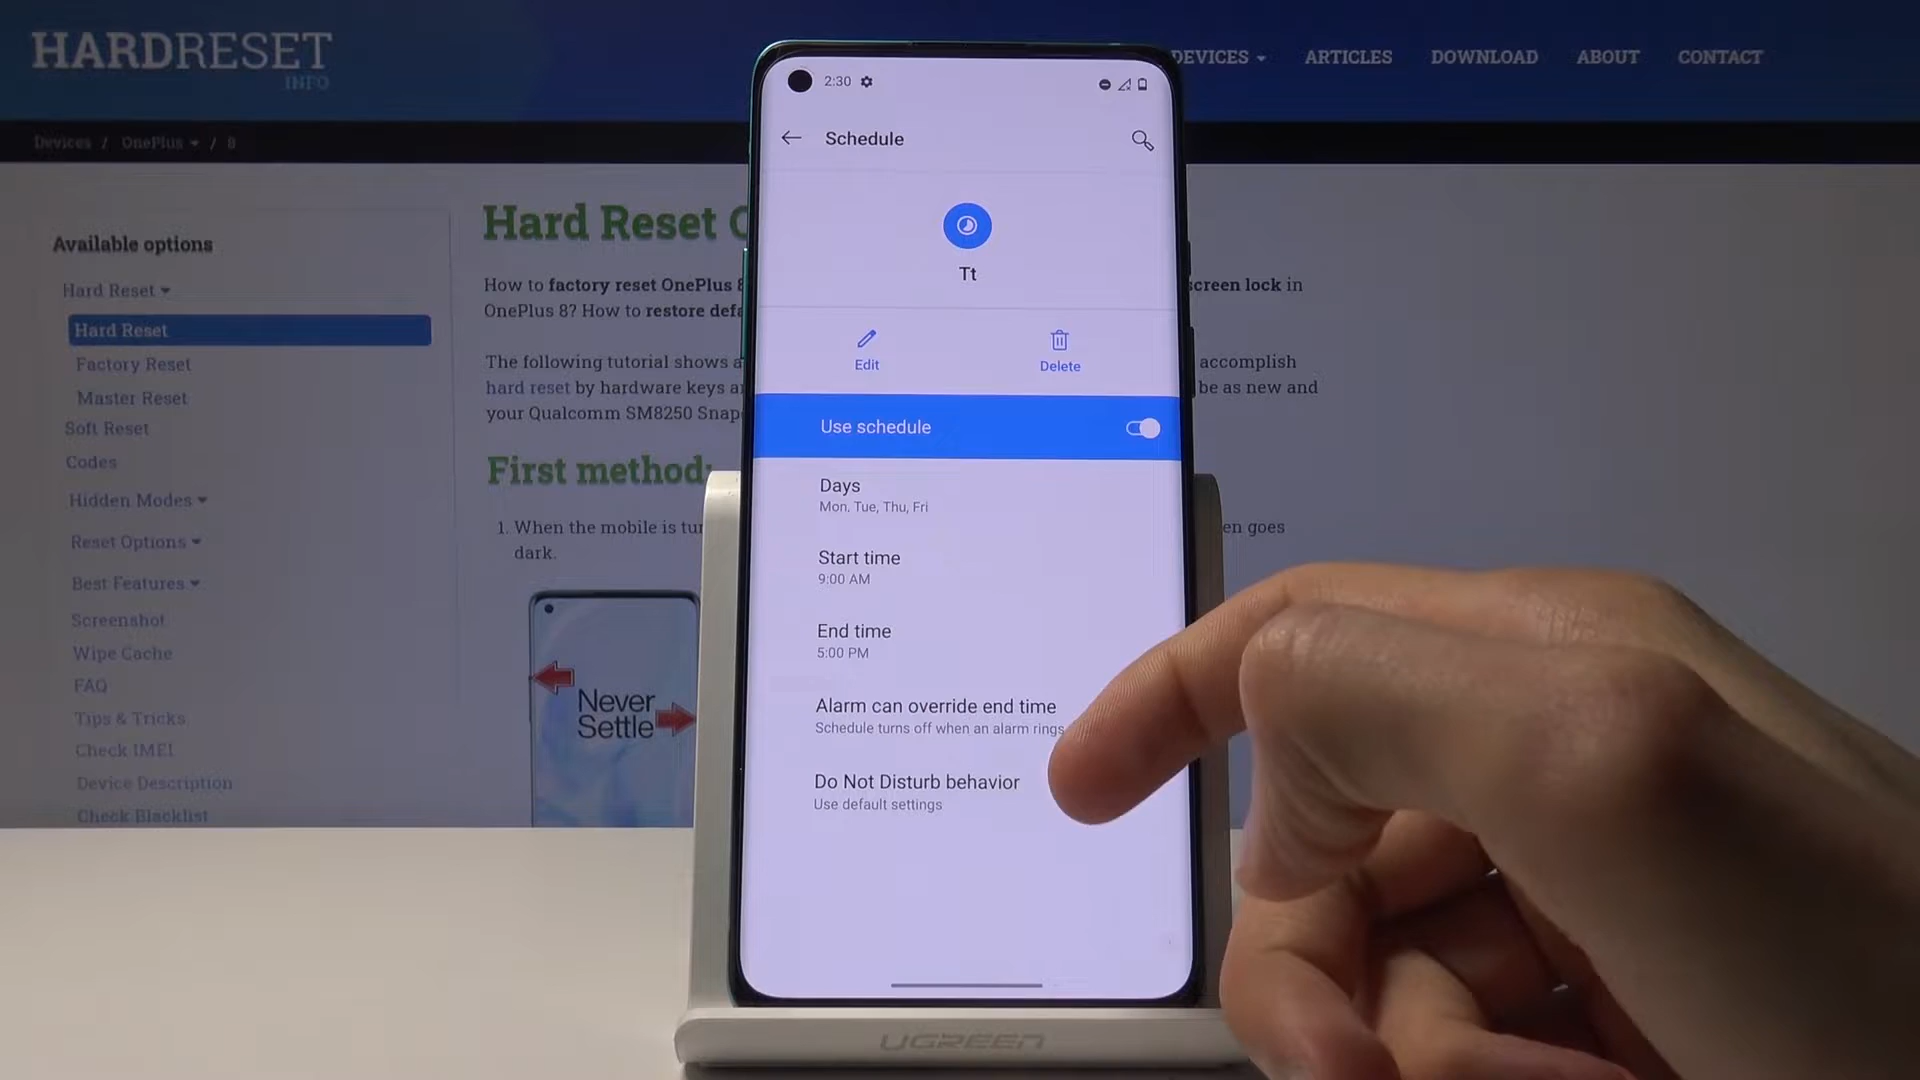 HARDRESET
INFO
DEVICES
ARTICLES
DOWNLOAD
ABOUT
CONTACT
Devices / OnePlus / 8
Available options
Hard Reset
Hard Reset
Factory Reset
Master Reset
Soft Reset
Codes
Hidden Modes
Reset Options
Best Features
Screenshot
Wipe Cache
FAQ
Tips & Tricks
Check IMEI
Device Description
Check Blacklist
Hard Reset
How to factory reset OnePlus 8
screen lock in
OnePlus 8? How to restore
The following tutorial shows
accomplish
hard reset by hardware keys
be as new and
your Qualcomm SM8250
First method:
1. When the mobile is
goes
dark.
Never
Settle
2:30
Schedule
Tt
Edit
Delete
Use schedule
Days
Mon, Tue, Thu, Fri
Start time
9:00 AM
End time
5:00 PM
Alarm can override end time
Schedule turns off when an alarm rings
Do Not Disturb behavior
Use default settings
UGREEN